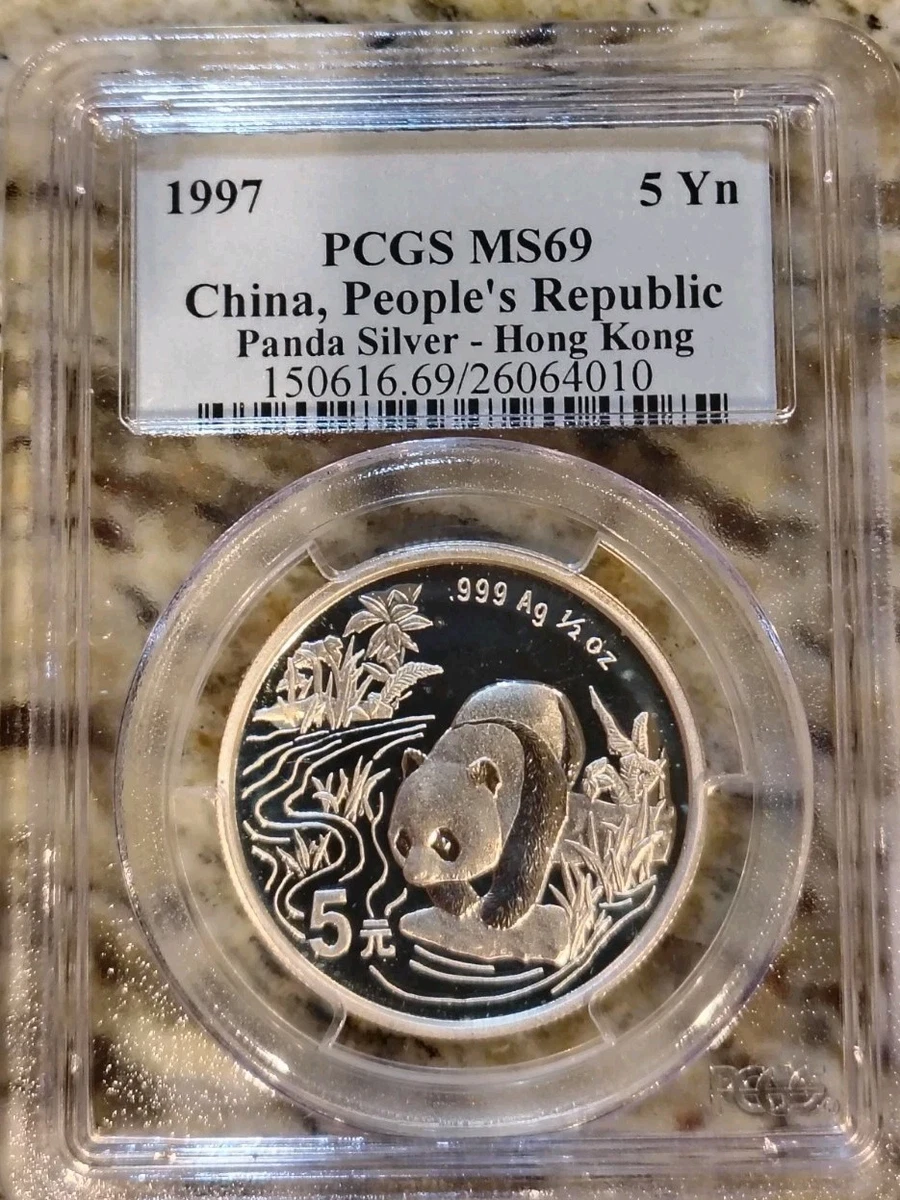 1997 5 Yn
PCGS MS69
China, People's Republic
Panda Silver - Hong Kong
150616.69/26064010
.999 Ag 1/2 oz
5元
PCGS